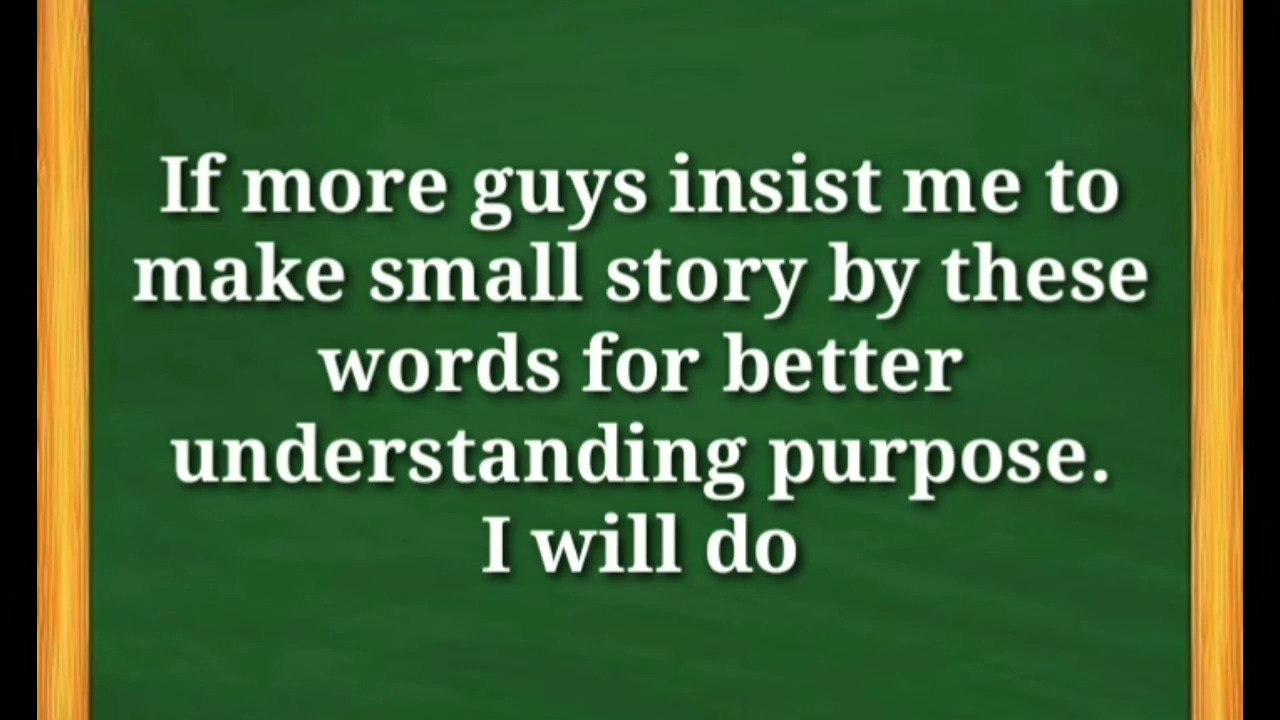 If more guys insist me to
make small story by these
words for better
understanding purpose.
I will do